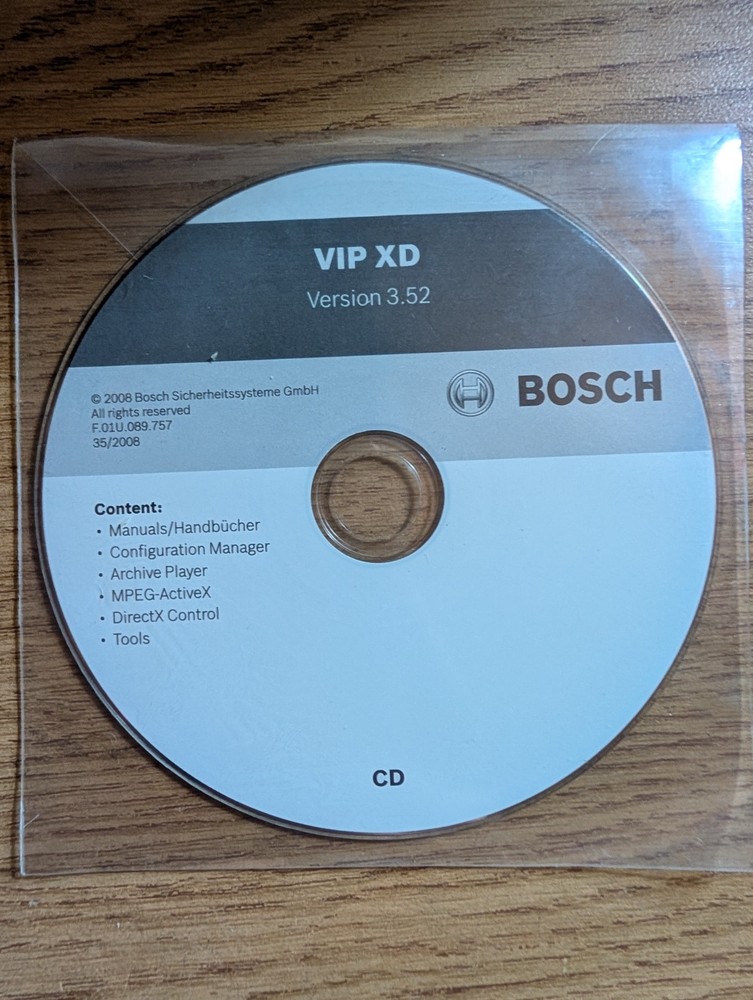 VIP XD
Version 3.52
© 2008 Bosch Sicherheitssysteme GmbH
All rights reserved
F.01U.089.757
35/2008
BOSCH
Content:
• Manuals/Handbücher
• Configuration Manager
• Archive Player
• MPEG-ActiveX
• DirectX Control
• Tools
CD